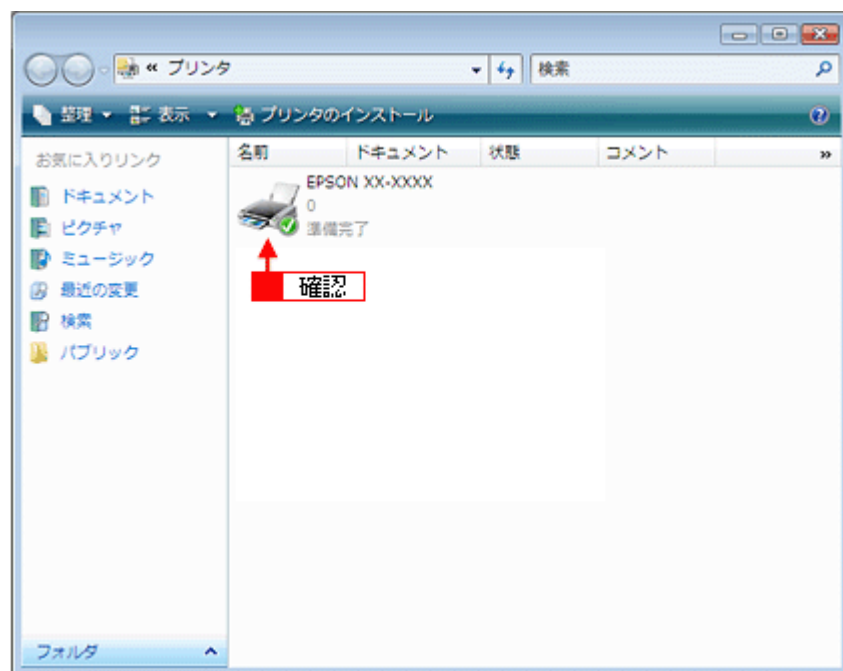 « プリンタ
検索
整理 表示 プリンタのインストール
お気に入りリンク
ドキュメント
ピクチャ
ミュージック
最近の変更
検索
パブリック
フォルダ
名前 ドキュメント 状態 コメント »
EPSON XX-XXXX
0
準備完了
確認